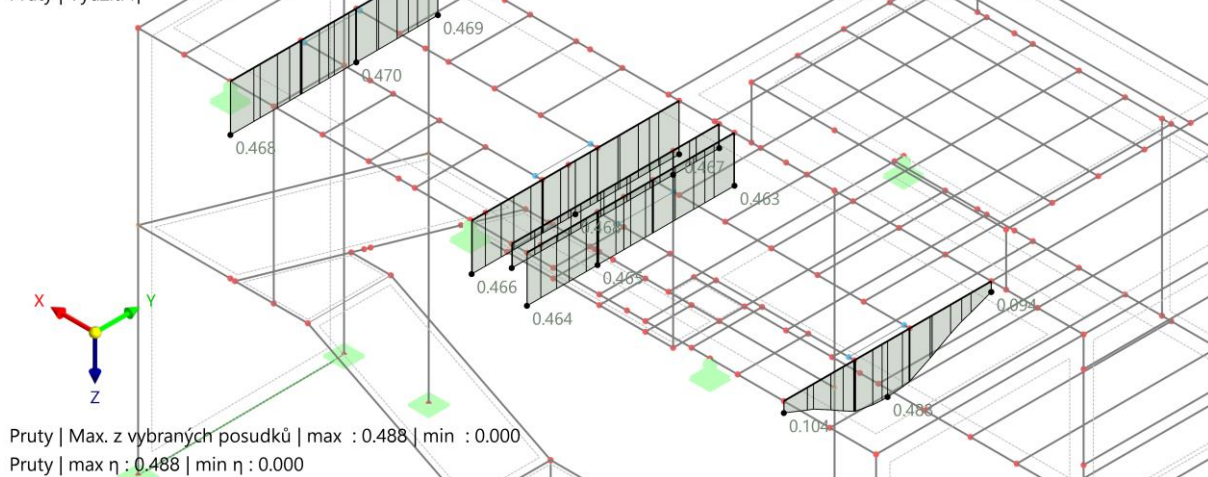 0.469
0.470
0.468
0.467
0.463
0.468
0.466
0.465
0.464
0.094
X
Y
Z
0.488
0.104
Pruty | Max. z vybraných posudků | max : 0.488 | min : 0.000
Pruty | max η : 0.488 | min η : 0.000